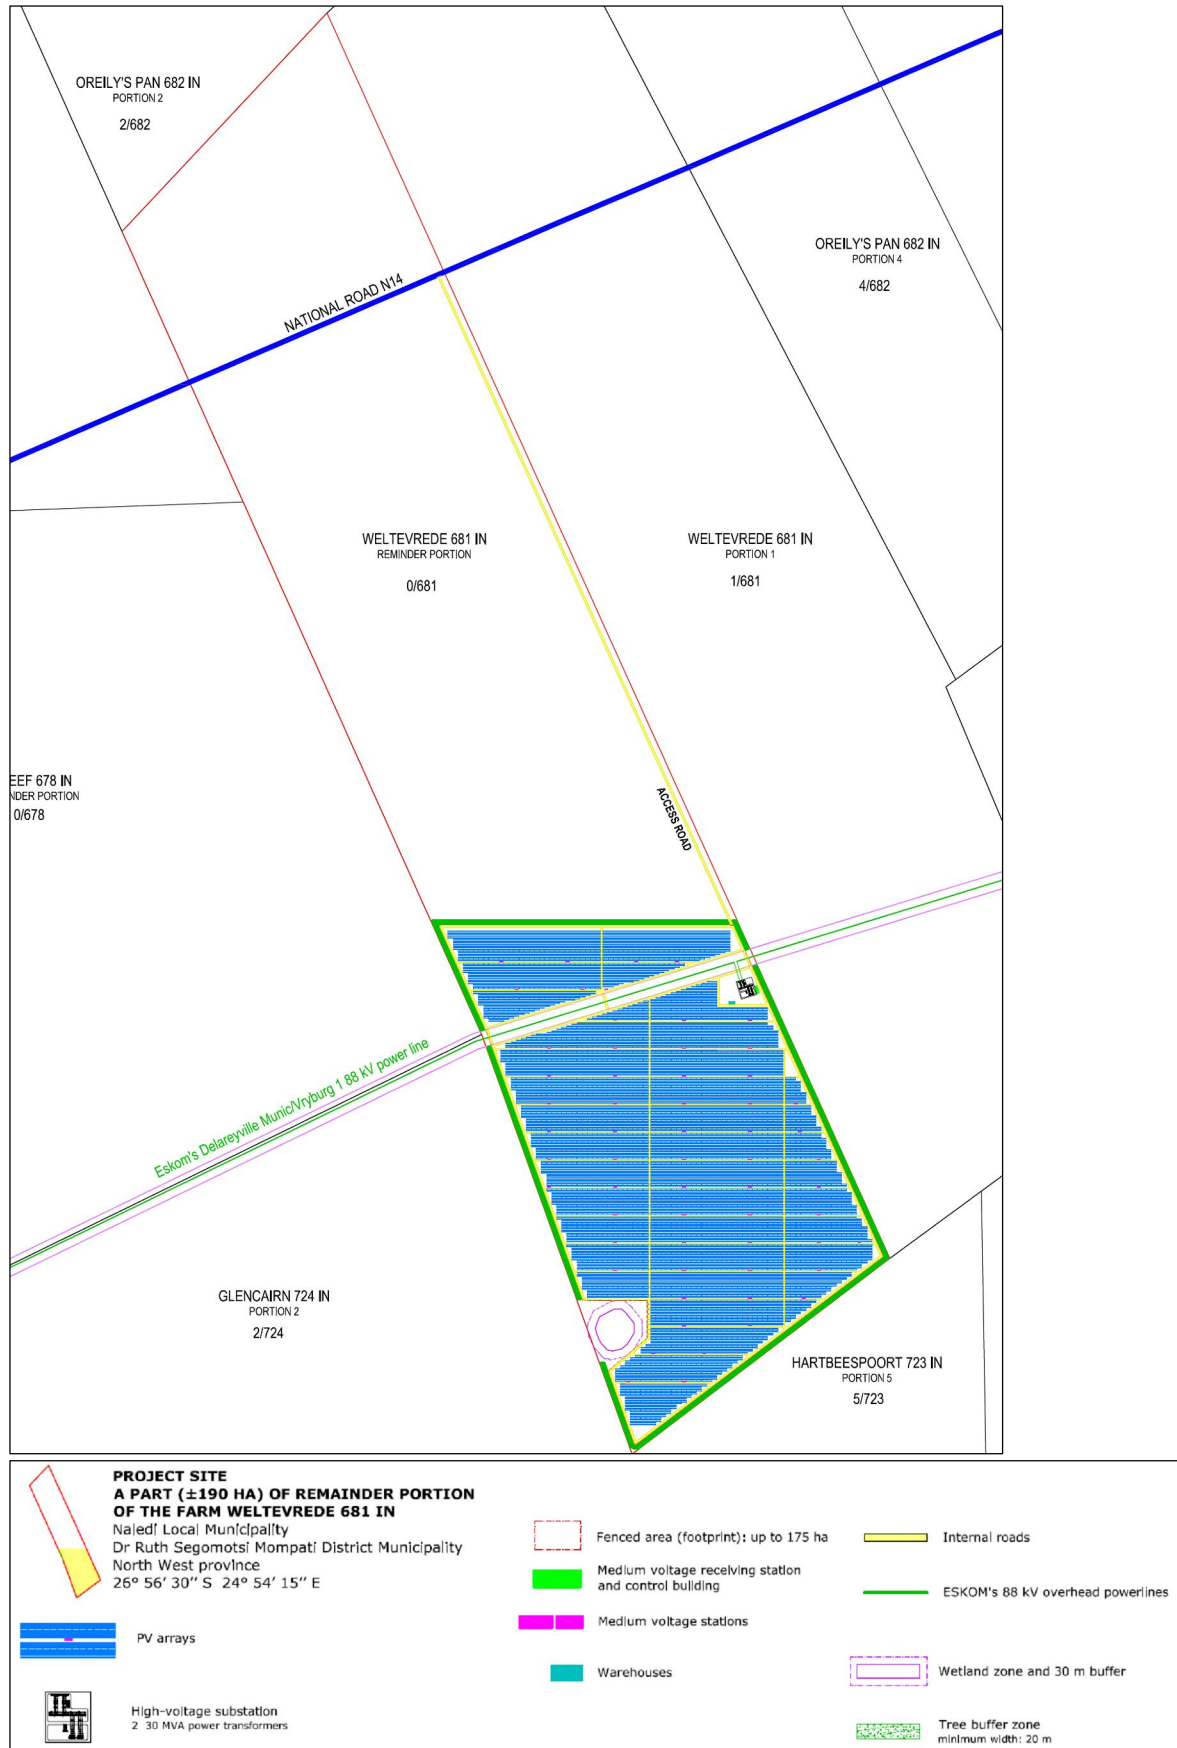 OREILY'S PAN 682 IN
PORTION 2
2/682
OREILY'S PAN 682 IN
PORTION 4
4/682
NATIONAL ROAD N14
WELTEVREDE 681 IN
REMINDER PORTION
0/681
WELTEVREDE 681 IN
PORTION 1
1/681
EEF 678 IN
NDER PORTION
0/678
ACCESS ROAD
Eskom's Delareyville Munic/Vryburg 1 88 kV power line
GLENCAIRN 724 IN
PORTION 2
2/724
HARTBEESPOORT 723 IN
PORTION 5
5/723
PROJECT SITE
A PART (±190 HA) OF REMAINDER PORTION
OF THE FARM WELTEVREDE 681 IN
Naledi Local Municipality
Dr Ruth Segomotsi Mompati District Municipality
North West province
26° 56' 30'' S 24° 54' 15'' E
PV arrays
High-voltage substation
2 30 MVA power transformers
Fenced area (footprint): up to 175 ha
Medium voltage receiving station
and control building
Medium voltage stations
Warehouses
Internal roads
ESKOM's 88 kV overhead powerlines
Wetland zone and 30 m buffer
Tree buffer zone
minimum width: 20 m